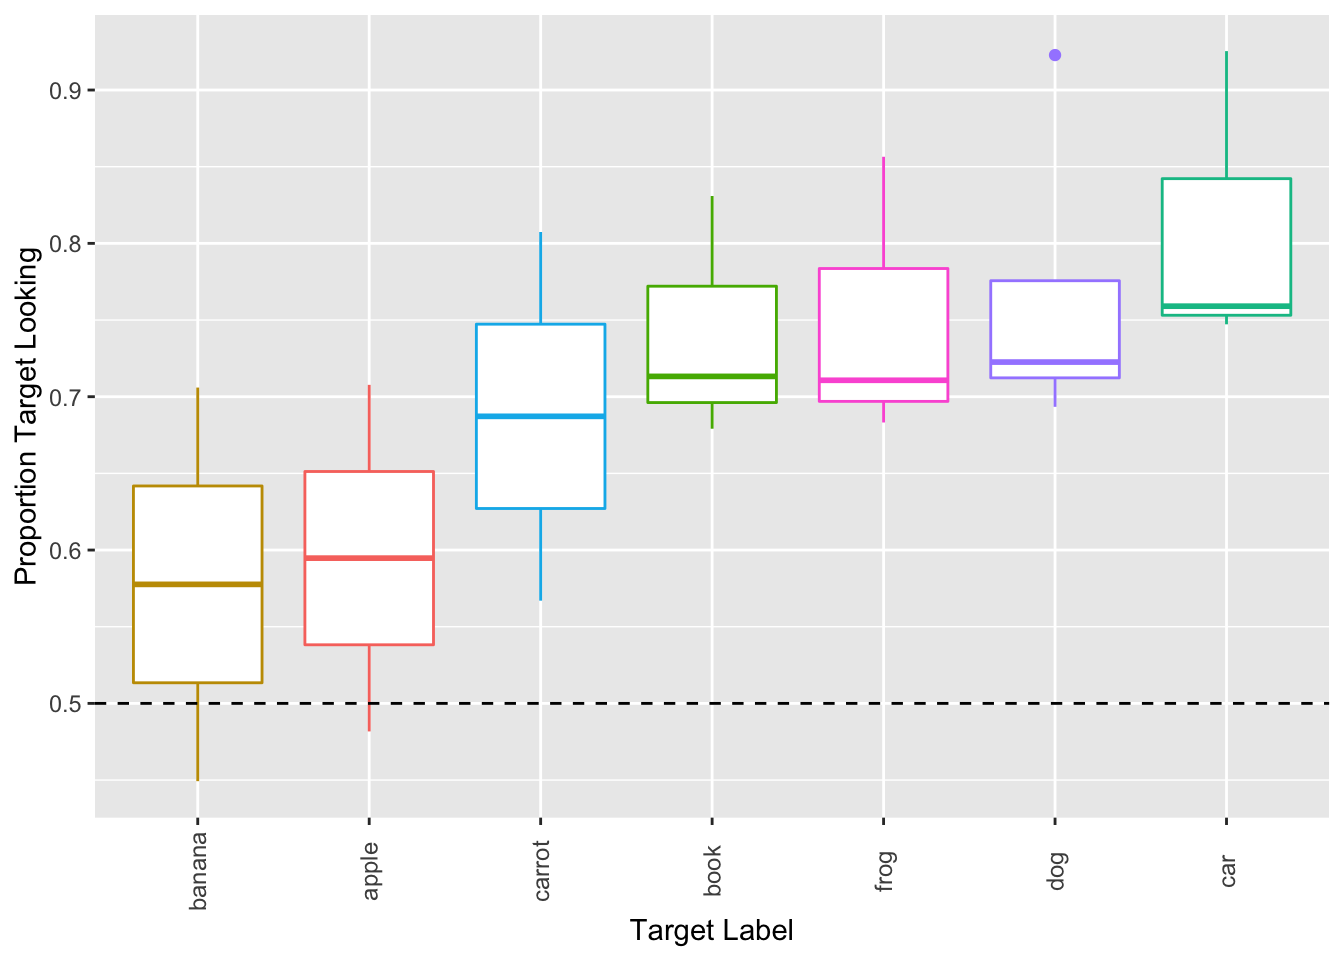 Proportion Target Looking
0.9
0.8
0.7
0.6
0.5
banana
apple
carrot
book
frog
dog
car
Target Label